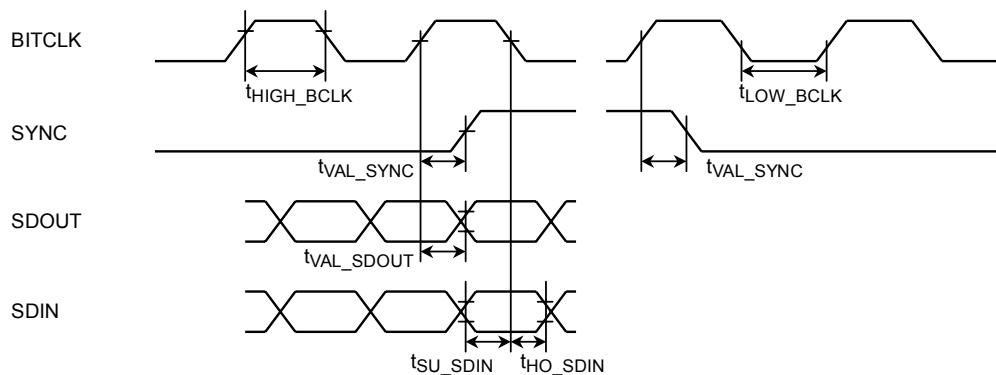 BITCLK
tHIGH_BCLK
tLOW_BCLK
SYNC
tVAL_SYNC
tVAL_SYNC
SDOUT
tVAL_SDOUT
SDIN
tSU_SDIN
tHO_SDIN